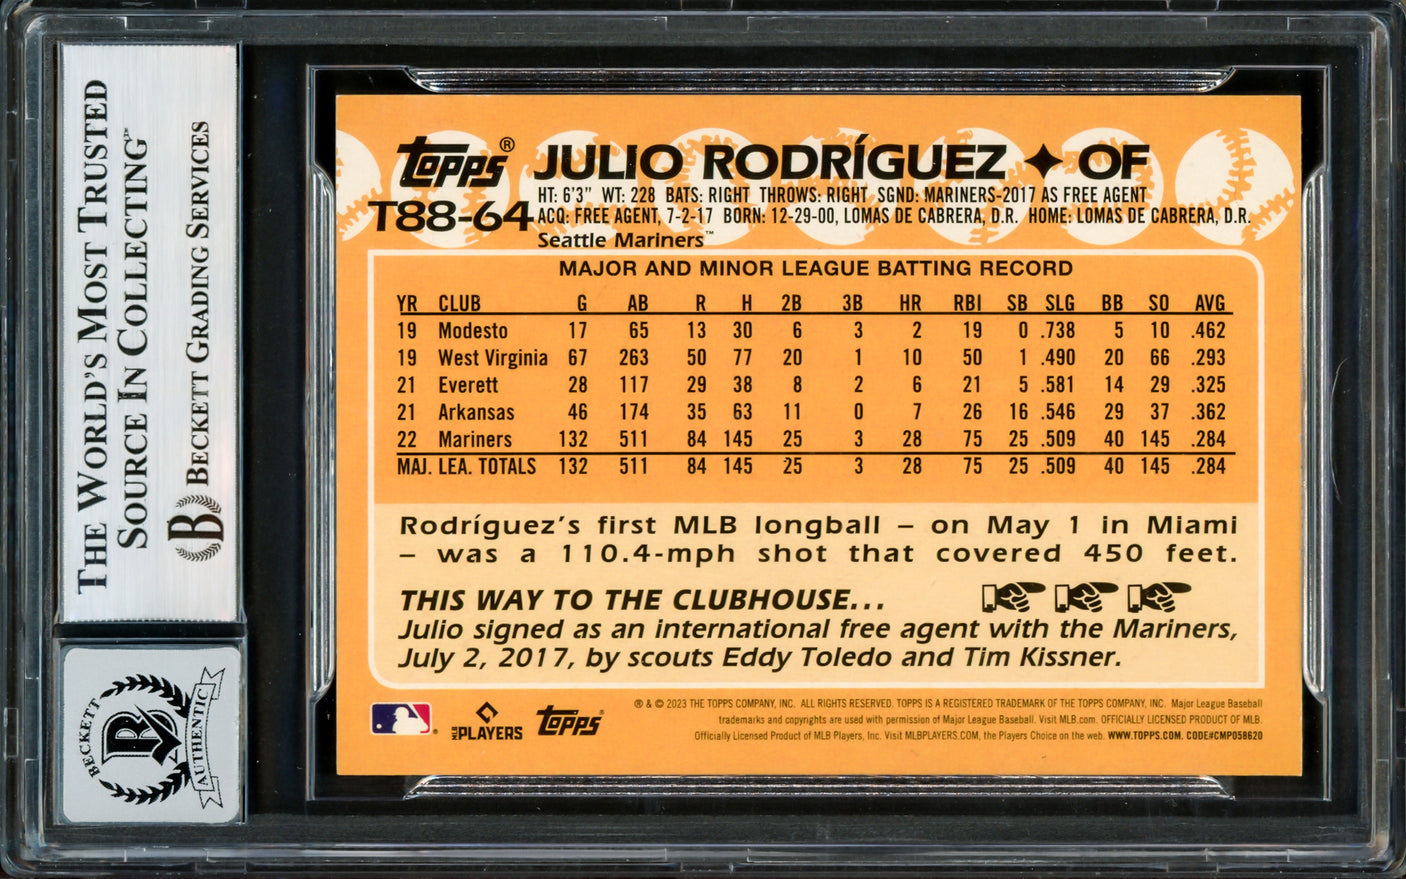 THE WORLD'S MOST TRUSTED
SOURCE IN COLLECTING™
B BECKETT GRADING SERVICES
BECKETT
BV
AUTHENTIC
Topps® JULIO RODRÍGUEZ ✦ OF
HT: 6'3" WT: 228 BATS: RIGHT THROWS: RIGHT SGND: MARINERS-2017 AS FREE AGENT
T88-64 ACQ: FREE AGENT, 7-2-17 BORN: 12-29-00, LOMAS DE CABRERA, D.R. HOME: LOMAS DE CABRERA, D.R.
Seattle Mariners™
MAJOR AND MINOR LEAGUE BATTING RECORD
YR CLUB G AB R H 2B 3B HR RBI SB SLG BB SO AVG
19 Modesto 17 65 13 30 6 3 2 19 0 .738 5 10 .462
19 West Virginia 67 263 50 77 20 1 10 50 1 .490 20 66 .293
21 Everett 28 117 29 38 8 2 6 21 5 .581 14 29 .325
21 Arkansas 46 174 35 63 11 0 7 26 16 .546 29 37 .362
22 Mariners 132 511 84 145 25 3 28 75 25 .509 40 145 .284
MAJ. LEA. TOTALS 132 511 84 145 25 3 28 75 25 .509 40 145 .284
Rodríguez's first MLB longball – on May 1 in Miami
– was a 110.4-mph shot that covered 450 feet.
THIS WAY TO THE CLUBHOUSE...
Julio signed as an international free agent with the Mariners,
July 2, 2017, by scouts Eddy Toledo and Tim Kissner.
MLB PLAYERS Topps®
® & © 2023 THE TOPPS COMPANY, INC. ALL RIGHTS RESERVED. TOPPS IS A REGISTERED TRADEMARK OF THE TOPPS COMPANY, INC. Major League Baseball
trademarks and copyrights are used with permission of Major League Baseball. Visit MLB.com. OFFICIALLY LICENSED PRODUCT OF MLB.
Officially Licensed Product of MLB Players, Inc. Visit MLBPLAYERS.COM, the Players Choice on the web. WWW.TOPPS.COM. CODE#CMP058620